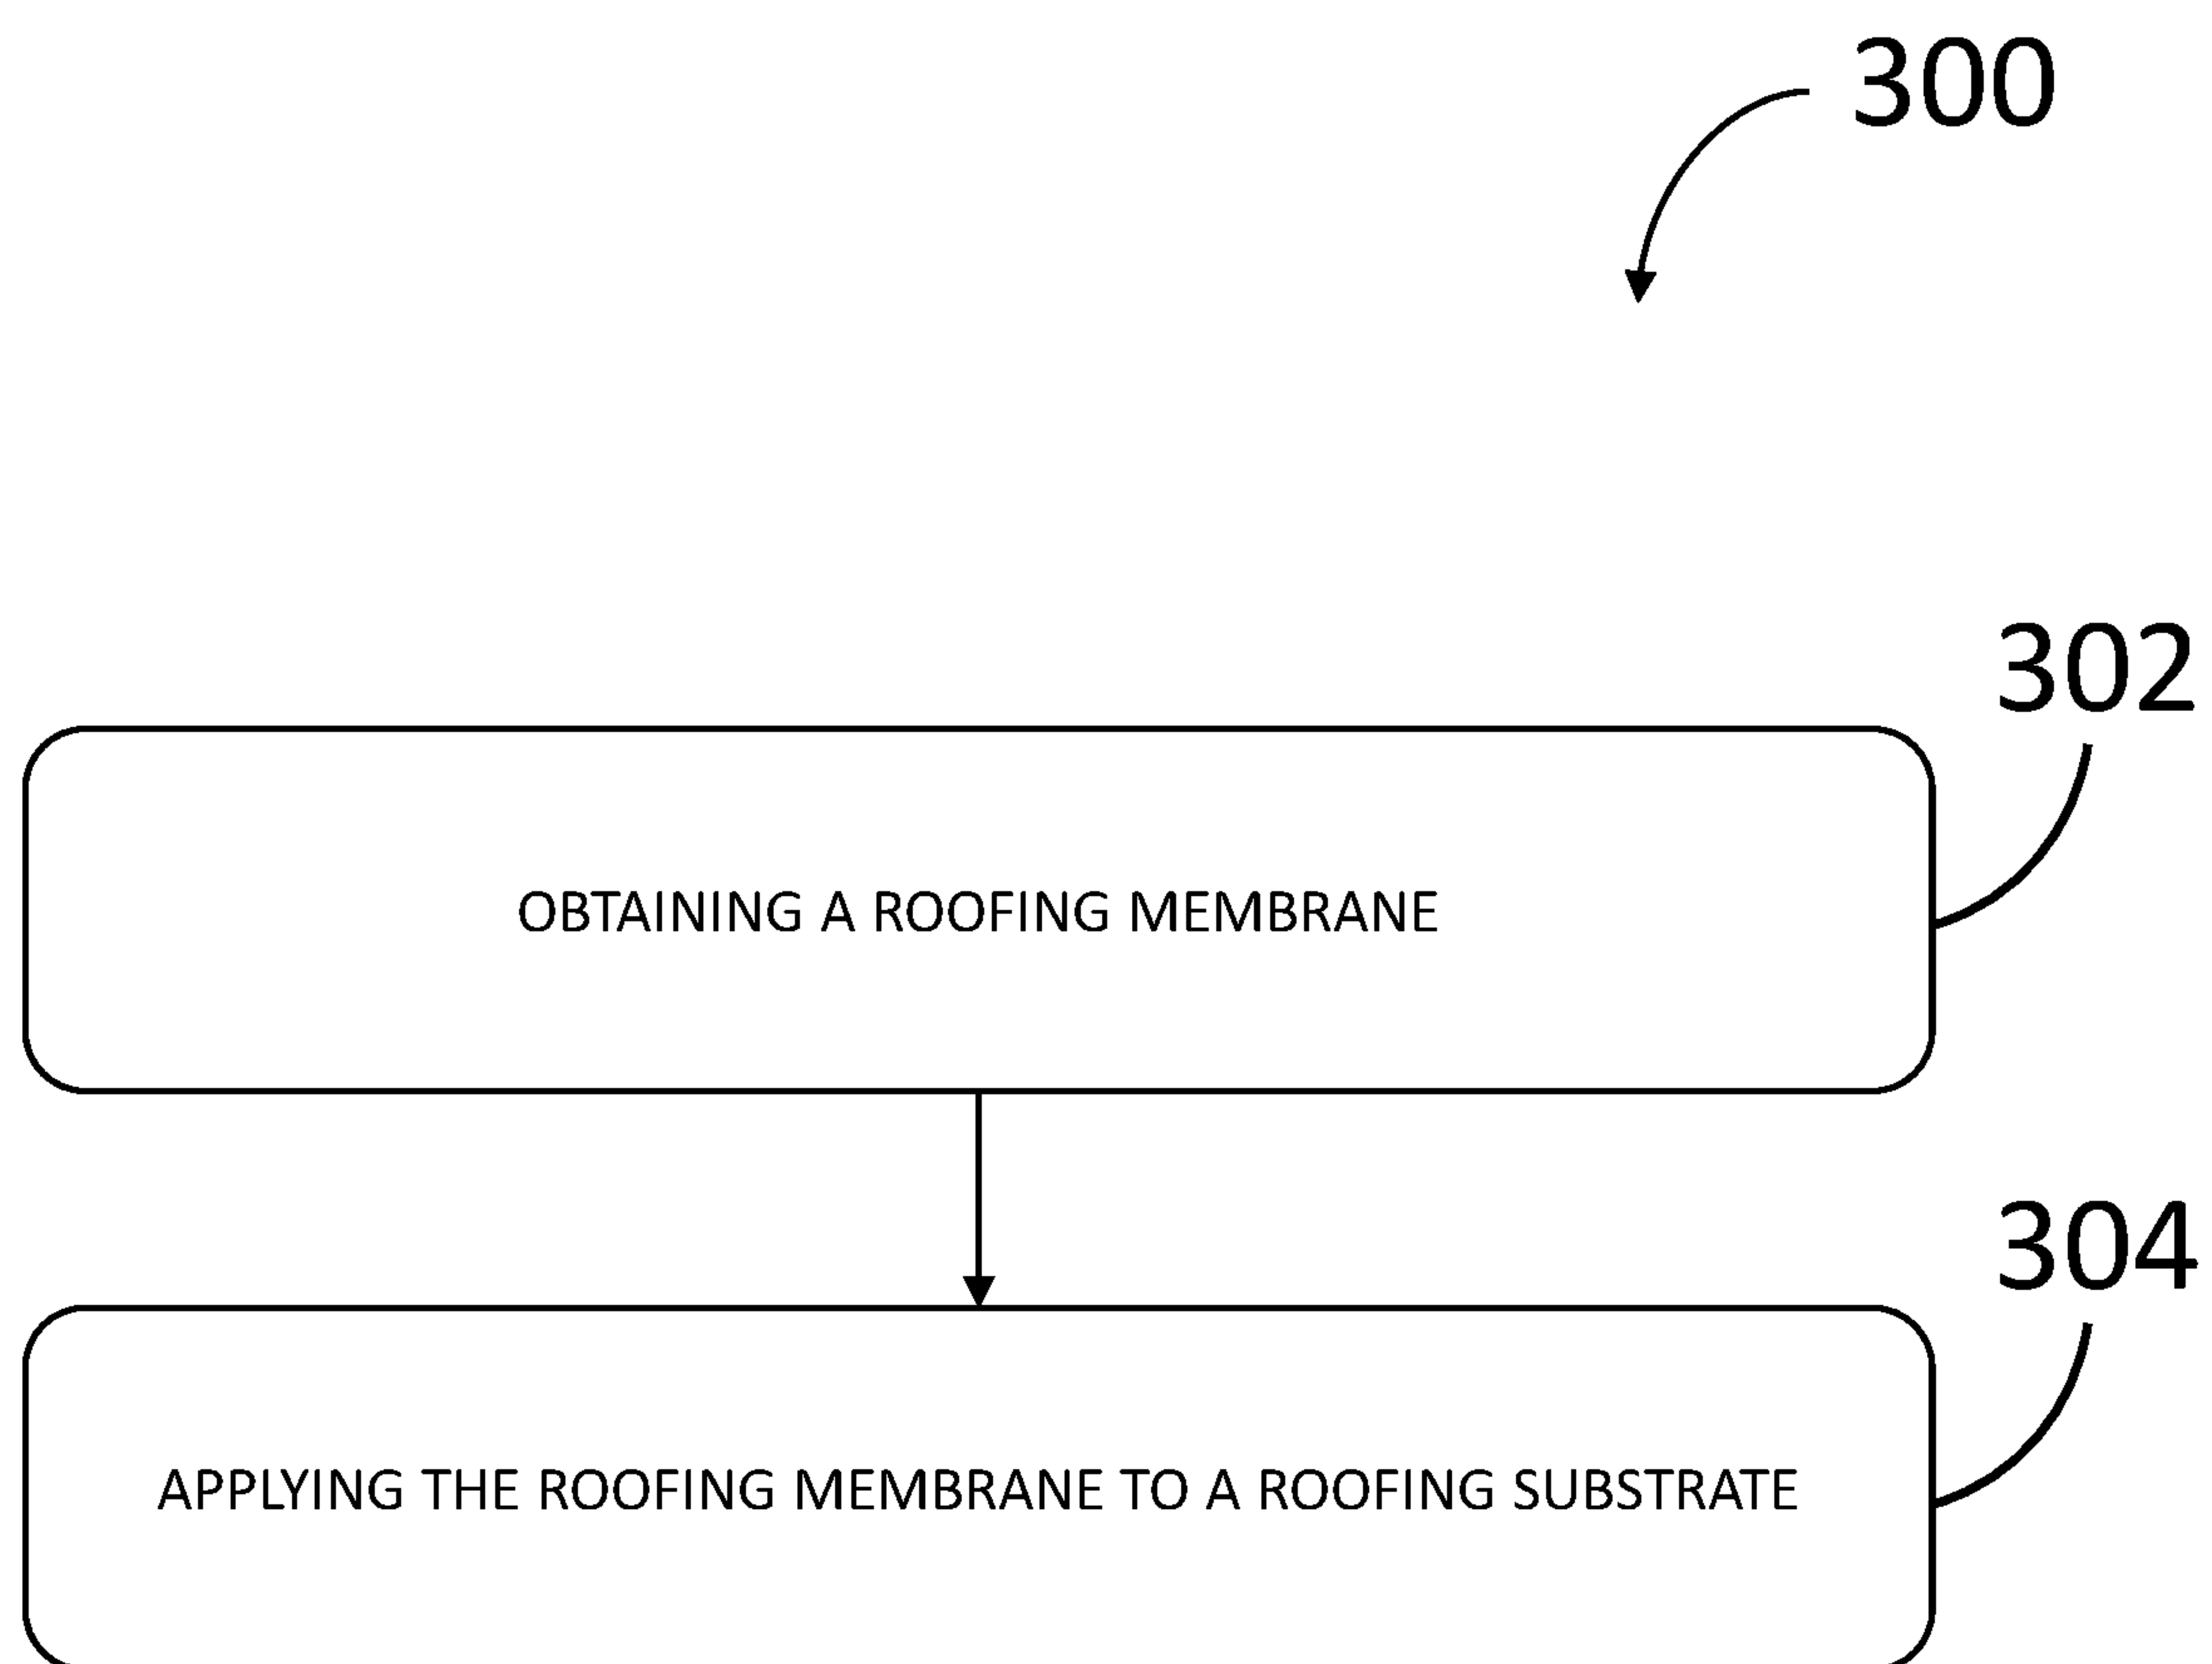 300
302
OBTAINING A ROOFING MEMBRANE
304
APPLYING THE ROOFING MEMBRANE TO A ROOFING SUBSTRATE